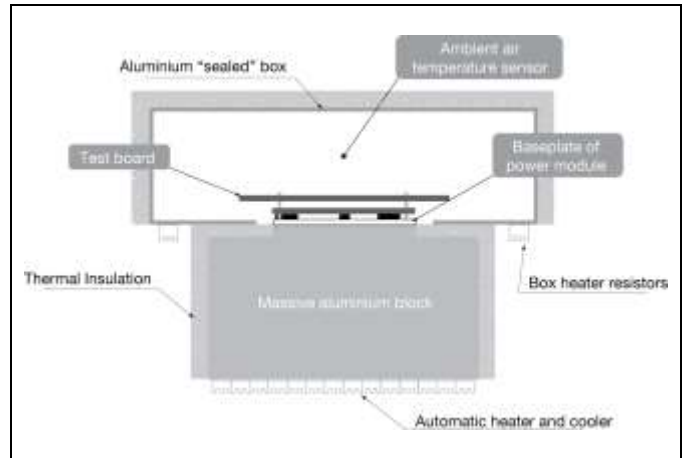 Ambient air
temperature sensor
Aluminium "sealed" box
Test board
Baseplate of
power module
Thermal Insulation
Massive aluminium block
Box heater resistors
Automatic heater and cooler